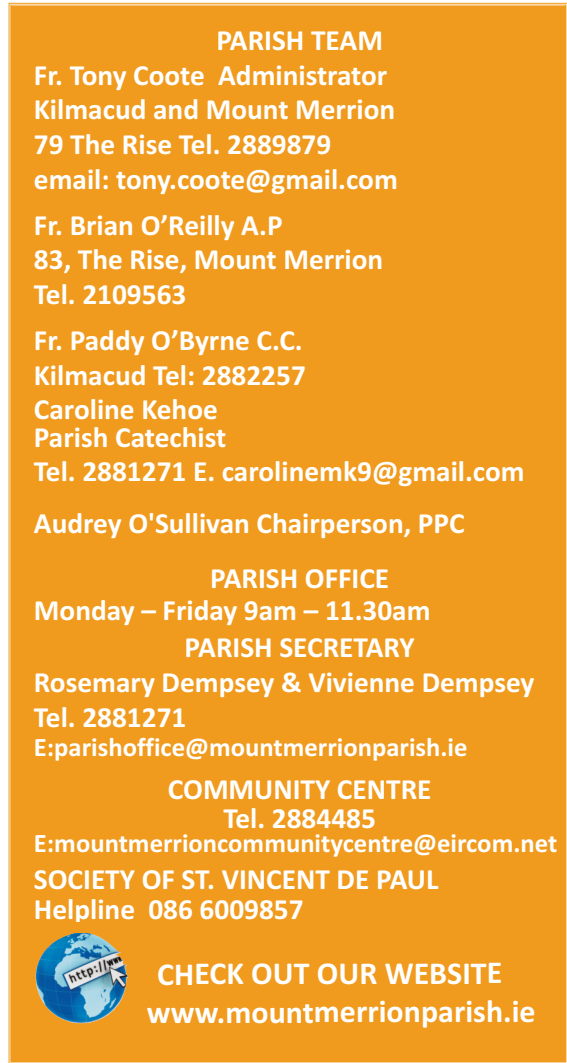 PARISH TEAM
Fr. Tony Coote  Administrator
Kilmacud and Mount Merrion
79 The Rise Tel. 2889879
email: tony.coote@gmail.com
Fr. Brian O’Reilly A.P
83, The Rise, Mount Merrion
Tel. 2109563
Fr. Paddy O’Byrne C.C.
Kilmacud Tel: 2882257
Caroline Kehoe
Parish Catechist
Tel. 2881271 E. carolinemk9@gmail.com
Audrey O'Sullivan Chairperson, PPC
PARISH OFFICE
Monday – Friday 9am – 11.30am
PARISH SECRETARY
Rosemary Dempsey & Vivienne Dempsey
Tel. 2881271
E:parishoffice@mountmerrionparish.ie
COMMUNITY CENTRE
Tel. 2884485
E:mountmerrioncommunitycentre@eircom.net
SOCIETY OF ST. VINCENT DE PAUL
Helpline  086 6009857
http://www
CHECK OUT OUR WEBSITE
www.mountmerrionparish.ie